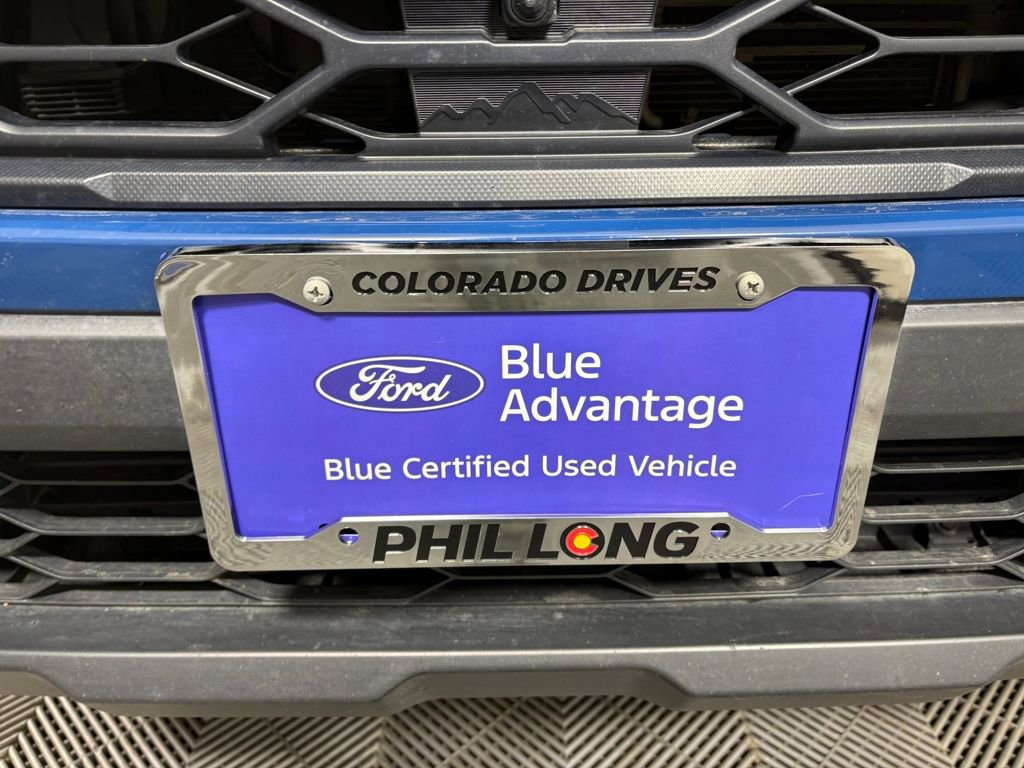 COLORADO DRIVES
Ford
Blue
Advantage
Blue Certified Used Vehicle
PHIL LONG